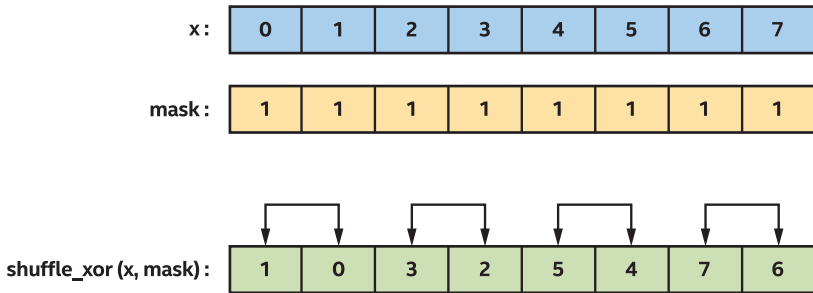 x : 0 1 2 3 4 5 6 7
mask : 1 1 1 1 1 1 1 1
shuffle_xor (x, mask) : 1 0 3 2 5 4 7 6